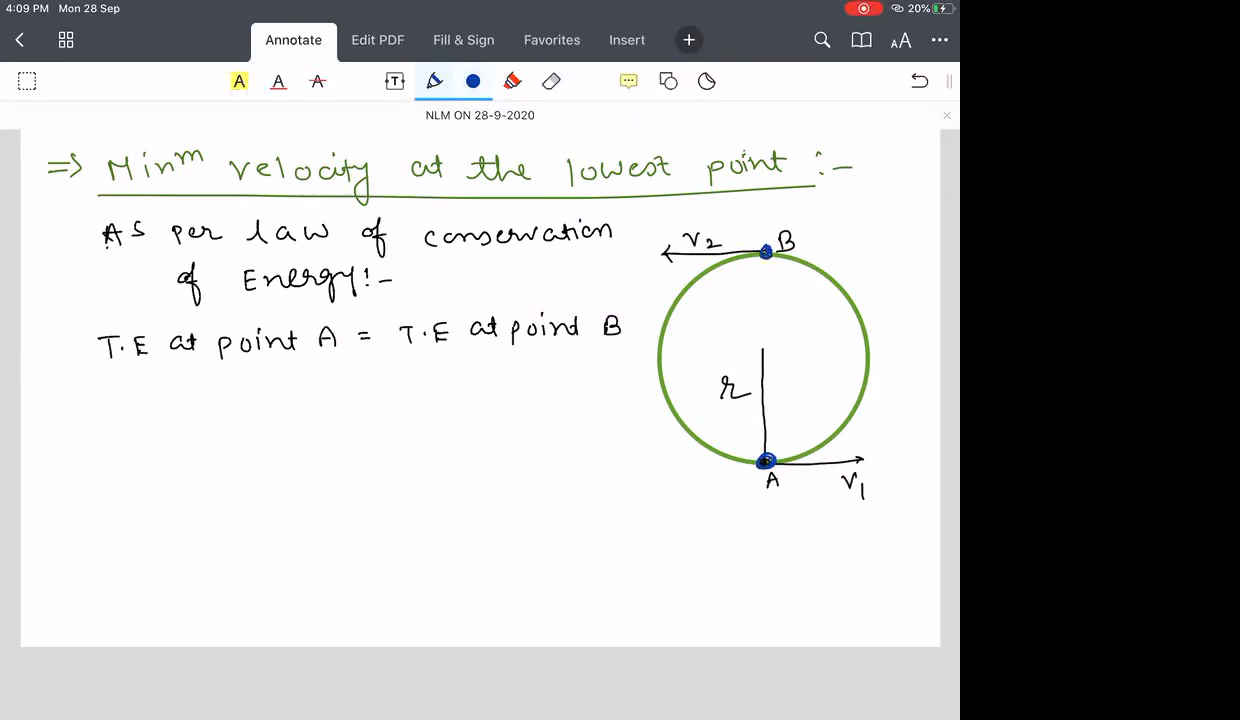 4:09 PM Mon 28 Sep
20%
Annotate Edit PDF Fill & Sign Favorites Insert
AA
A A A T
NLM ON 28-9-2020
=> Minᵐ velocity at the lowest point :-
As per law of conservation
of Energy:-
T.E at point A = T.E at point B
v2 B
r
A v1